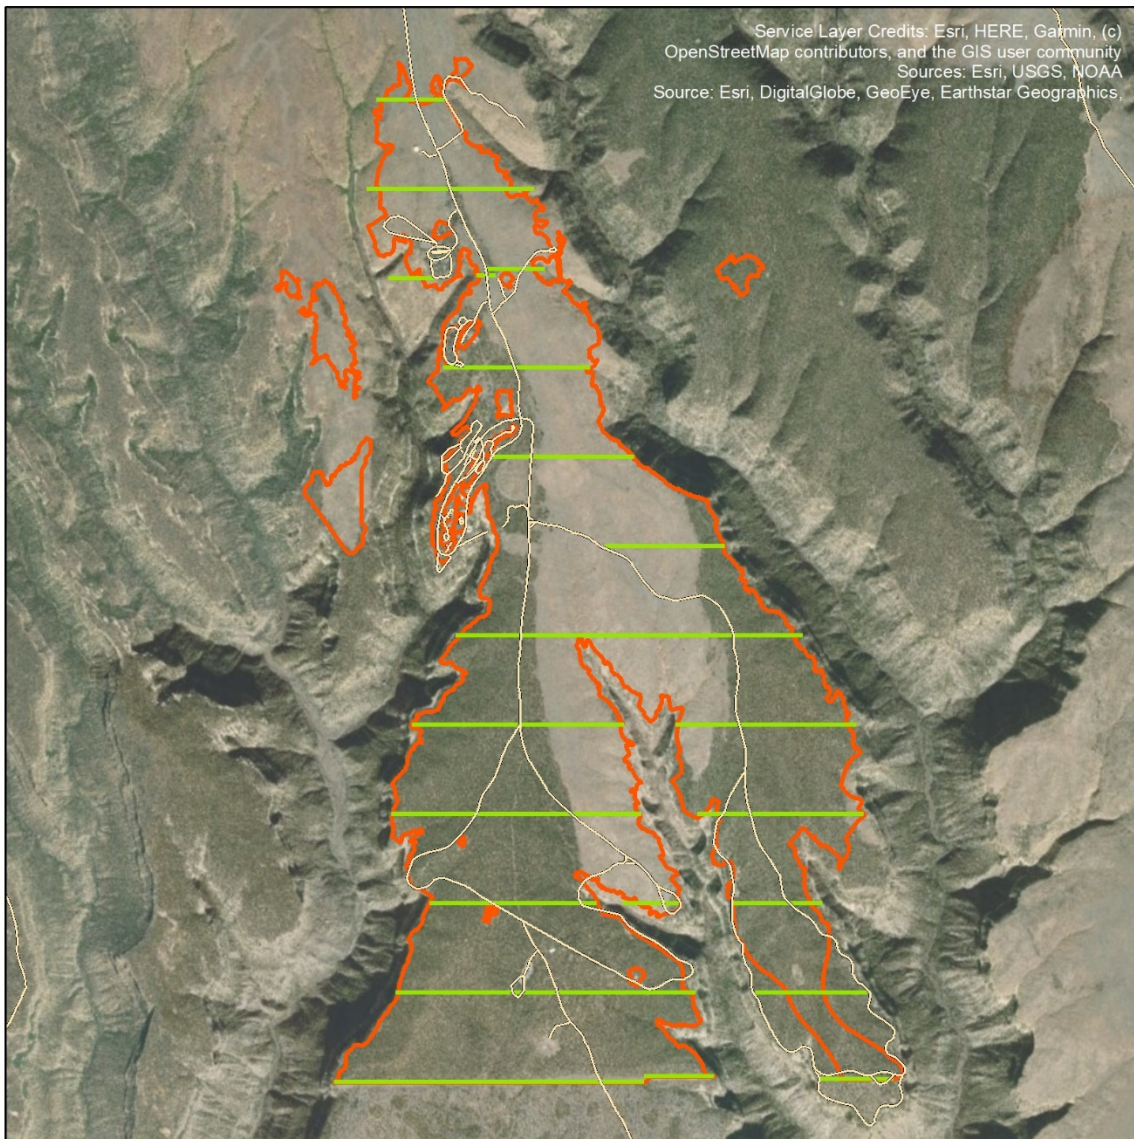 Service Layer Credits: Esri, HERE, Garmin, (c)
OpenStreetMap contributors, and the GIS user community
Sources: Esri, USGS, NOAA
Source: Esri, DigitalGlobe, GeoEye, Earthstar Geographics,